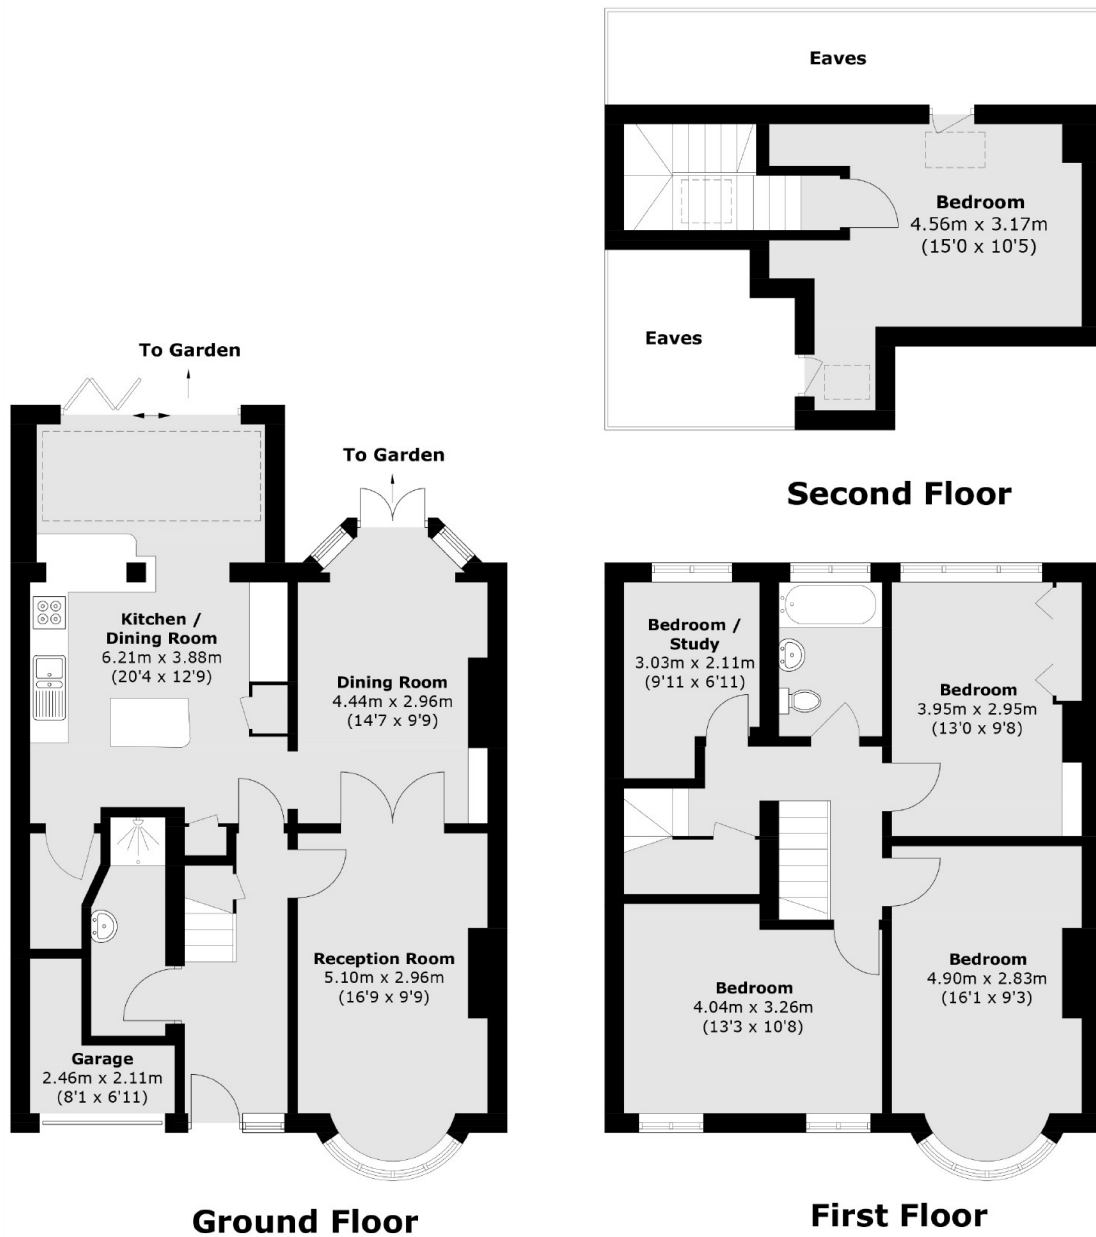 Eaves
Bedroom
4.56m x 3.17m
(15'0 x 10'5)
Eaves
Second Floor
To Garden
To Garden
Kitchen /
Dining Room
6.21m x 3.88m
(20'4 x 12'9)
Dining Room
4.44m x 2.96m
(14'7 x 9'9)
Reception Room
5.10m x 2.96m
(16'9 x 9'9)
Garage
2.46m x 2.11m
(8'1 x 6'11)
Ground Floor
Bedroom /
Study
3.03m x 2.11m
(9'11 x 6'11)
Bedroom
3.95m x 2.95m
(13'0 x 9'8)
Bedroom
4.04m x 3.26m
(13'3 x 10'8)
Bedroom
4.90m x 2.83m
(16'1 x 9'3)
First Floor